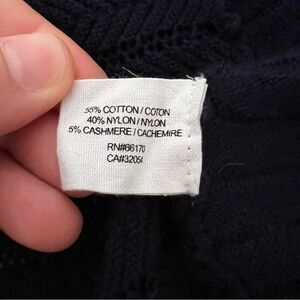 55% COTTON / COTON
40% NYLON / NYLON
5% CASHMERE / CACHEMIRE
RN#66170
CA#32054